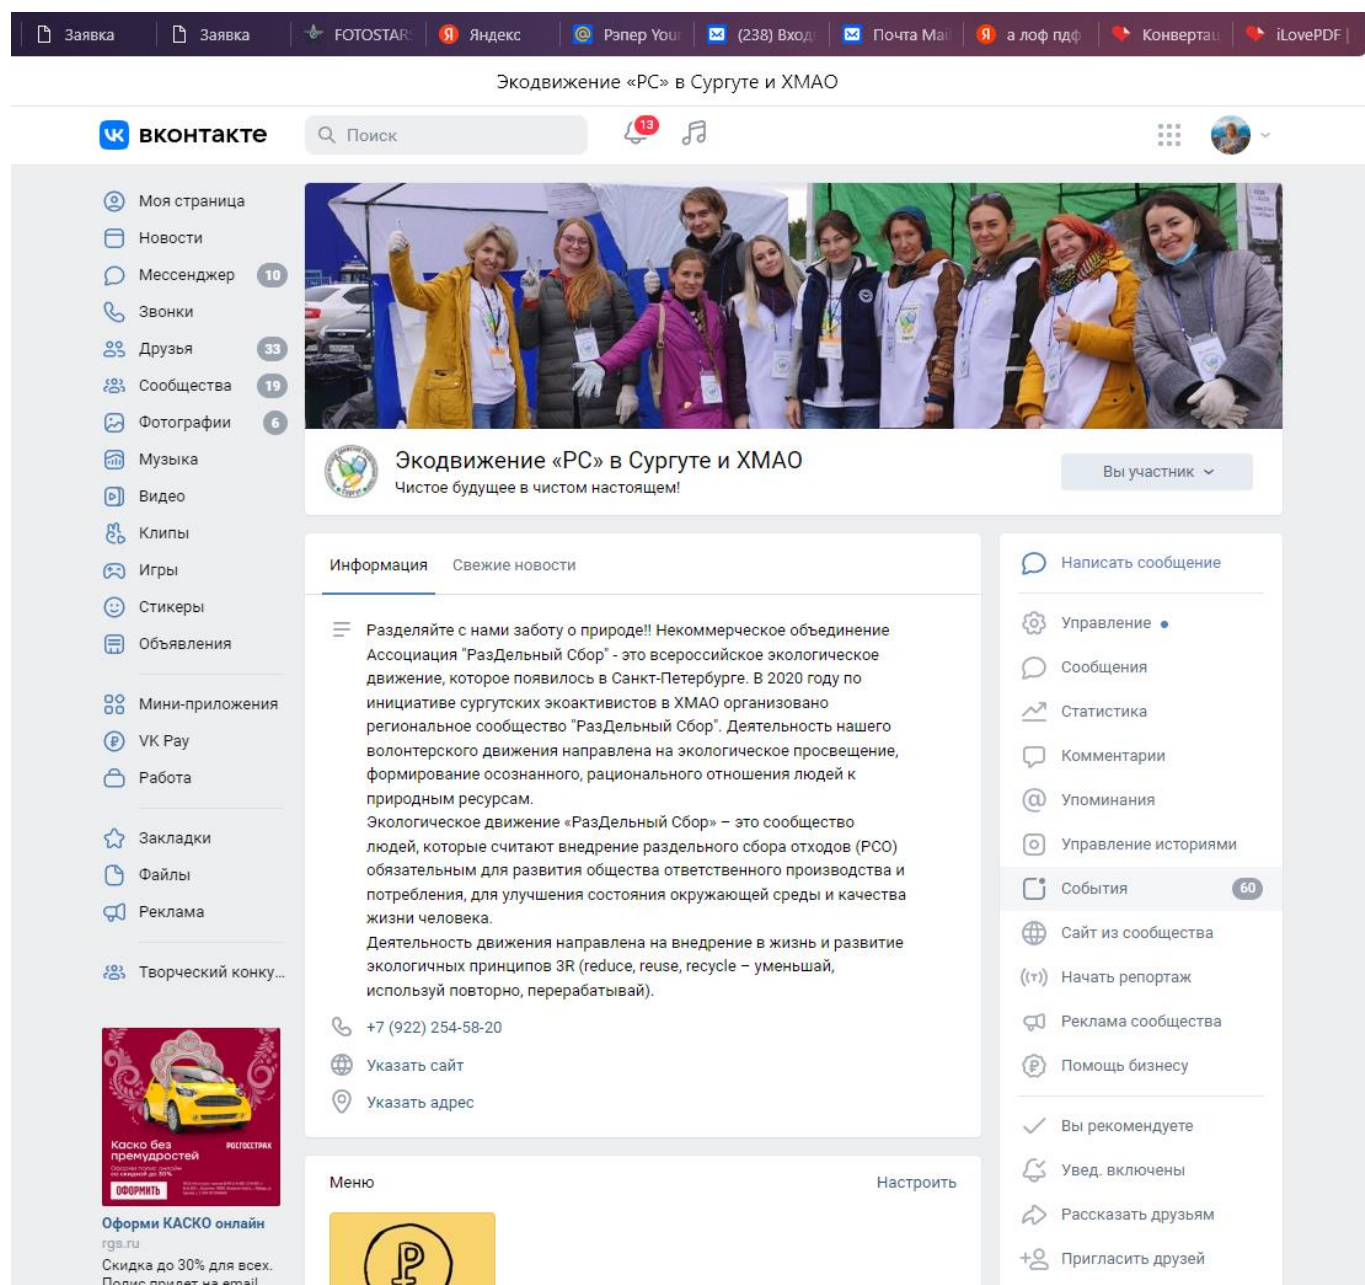 Заявка
Заявка
FOTOSTAR
Яндекс
Рэпер Your
(238) Вход
Почта Mail
а лоф пдф
Конвертац
iLovePDF |
Экодвижение «РС» в Сургуте и ХМАО
вконтакте
Поиск
13
Моя страница
Новости
Мессенджер 10
Звонки
Друзья 33
Сообщества 19
Фотографии 6
Музыка
Видео
Клипы
Игры
Стикеры
Объявления
Мини-приложения
VK Pay
Работа
Закладки
Файлы
Реклама
Творческий конку...
Каско без
премудростей
РОСГОССТРАХ
ОФОРМИТЬ
Оформи КАСКО онлайн
rgs.ru
Скидка до 30% для всех.
Полис придет на email
Экодвижение «РС» в Сургуте и ХМАО
Чистое будущее в чистом настоящем!
Вы участник
Информация
Свежие новости
Разделяйте с нами заботу о природе!! Некоммерческое объединение
Ассоциация "РазДельный Сбор" - это всероссийское экологическое
движение, которое появилось в Санкт-Петербурге. В 2020 году по
инициативе сургутских экоактивистов в ХМАО организовано
региональное сообщество "РазДельный Сбор". Деятельность нашего
волонтерского движения направлена на экологическое просвещение,
формирование осознанного, рационального отношения людей к
природным ресурсам.
Экологическое движение «РазДельный Сбор» – это сообщество
людей, которые считают внедрение раздельного сбора отходов (РСО)
обязательным для развития общества ответственного производства и
потребления, для улучшения состояния окружающей среды и качества
жизни человека.
Деятельность движения направлена на внедрение в жизнь и развитие
экологичных принципов 3R (reduce, reuse, recycle – уменьшай,
используй повторно, перерабатывай).
+7 (922) 254-58-20
Указать сайт
Указать адрес
Меню
Настроить
Написать сообщение
Управление
Сообщения
Статистика
Комментарии
Упоминания
Управление историями
События 60
Сайт из сообщества
Начать репортаж
Реклама сообщества
Помощь бизнесу
Вы рекомендуете
Увед. включены
Рассказать друзьям
Пригласить друзей